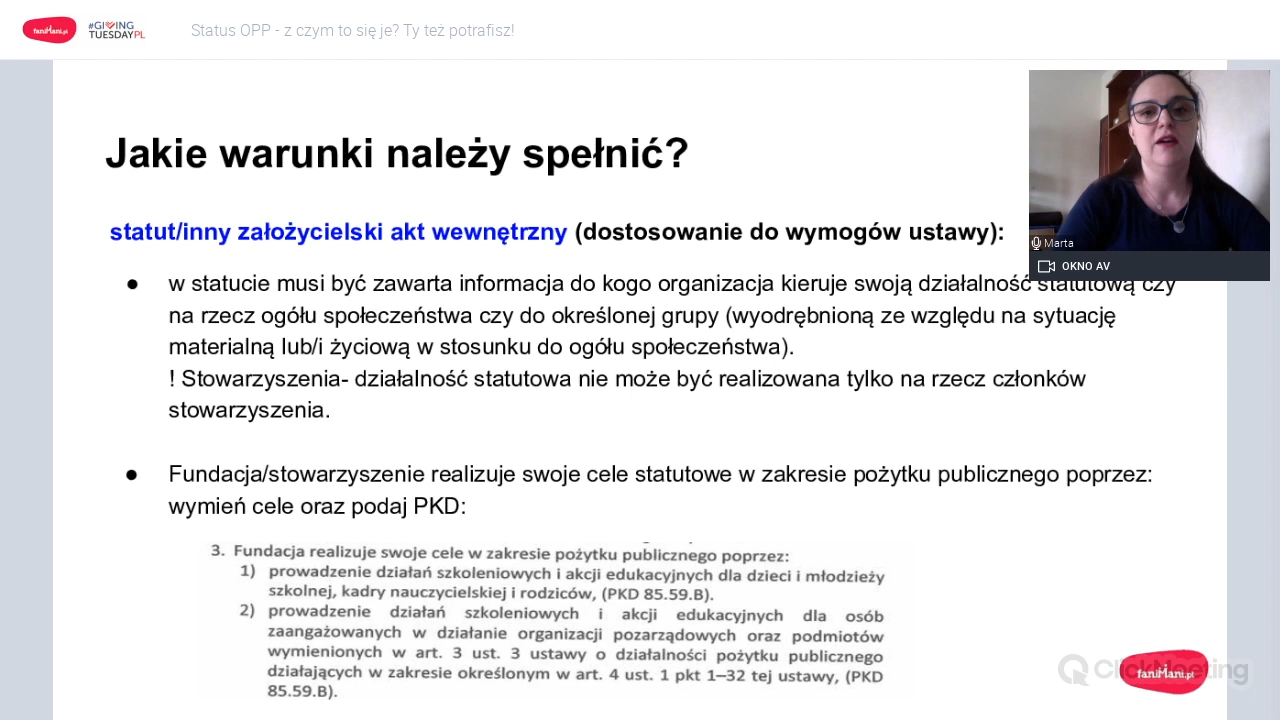 faniMani.pl
#GIVING
TUESDAYPL
Status OPP - z czym to się je? Ty też potrafisz!
Jakie warunki należy spełnić?
statut/inny założycielski akt wewnętrzny (dostosowanie do wymogów ustawy):
● w statucie musi być zawarta informacja do kogo organizacja kieruje swoją działalność statutową czy
na rzecz ogółu społeczeństwa czy do określonej grupy (wyodrębnioną ze względu na sytuację
materialną lub/i życiową w stosunku do ogółu społeczeństwa).
! Stowarzyszenia- działalność statutowa nie może być realizowana tylko na rzecz członków
stowarzyszenia.
● Fundacja/stowarzyszenie realizuje swoje cele statutowe w zakresie pożytku publicznego poprzez:
wymień cele oraz podaj PKD:
3. Fundacja realizuje swoje cele w zakresie pożytku publicznego poprzez:
1) prowadzenie działań szkoleniowych i akcji edukacyjnych dla dzieci i młodzieży
szkolnej, kadry nauczycielskiej i rodziców, (PKD 85.59.B).
2) prowadzenie działań szkoleniowych i akcji edukacyjnych dla osób
zaangażowanych w działanie organizacji pozarządowych oraz podmiotów
wymienionych w art. 3 ust. 3 ustawy o działalności pożytku publicznego
działających w zakresie określonym w art. 4 ust. 1 pkt 1–32 tej ustawy, (PKD
85.59.B).
Marta
OKNO AV
ClickMeeting
faniMani.pl